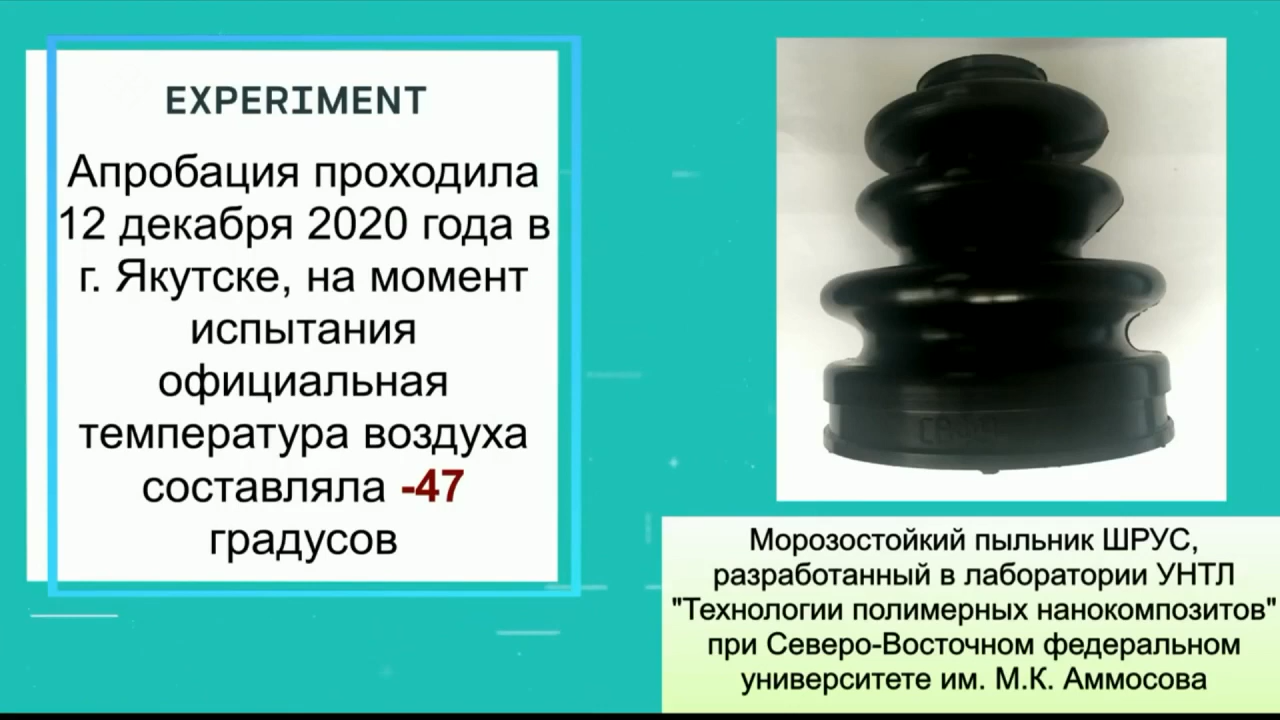 EXPERIMENT
Апробация проходила
12 декабря 2020 года в
г. Якутске, на момент
испытания
официальная
температура воздуха
составляла -47
градусов
Морозостойкий пыльник ШРУС,
разработанный в лаборатории УНТЛ
"Технологии полимерных нанокомпозитов"
при Северо-Восточном федеральном
университете им. М.К. Аммосова